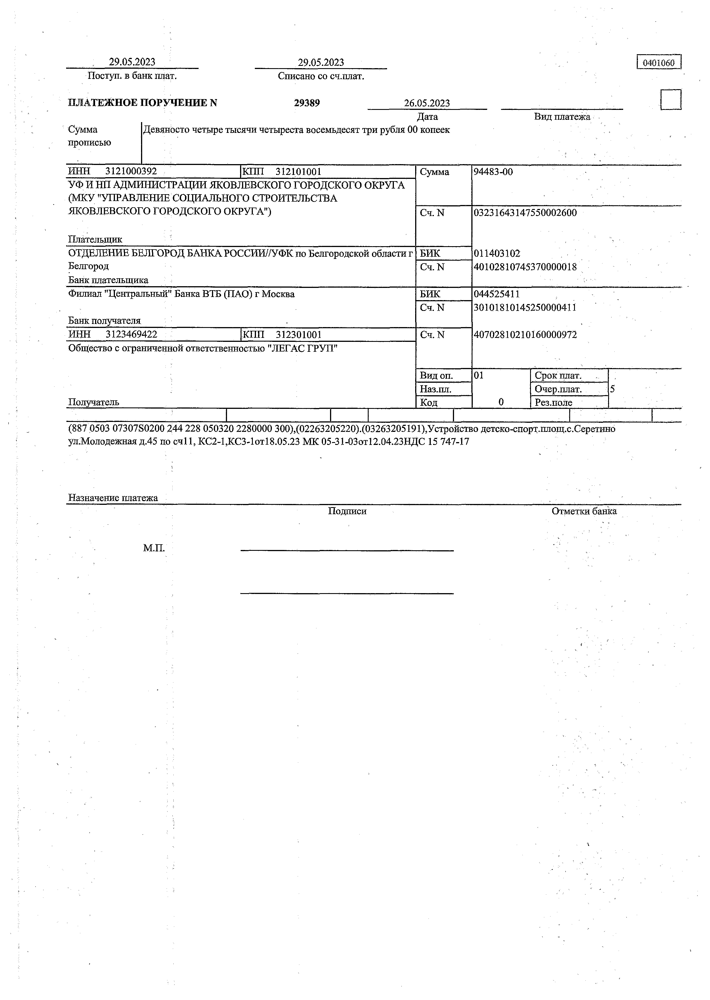 29.05.2023 29.05.2023 0401060
Поступ. в банк плат. Списано со сч.плат.
ПЛАТЕЖНОЕ ПОРУЧЕНИЕ N 29389 26.05.2023
Дата Вид платежа
Сумма Девяносто четыре тысячи четыреста восемьдесят три рубля 00 копеек
прописью
ИНН 3121000392 КПП 312101001 Сумма 94483-00
УФ И НП АДМИНИСТРАЦИИ ЯКОВЛЕВСКОГО ГОРОДСКОГО ОКРУГА
(МКУ "УПРАВЛЕНИЕ СОЦИАЛЬНОГО СТРОИТЕЛЬСТВА
ЯКОВЛЕВСКОГО ГОРОДСКОГО ОКРУГА") Сч. N 03231643147550002600
Плательщик
ОТДЕЛЕНИЕ БЕЛГОРОД БАНКА РОССИИ//УФК по Белгородской области г БИК 011403102
Белгород Сч. N 40102810745370000018
Банк плательщика
Филиал "Центральный" Банка ВТБ (ПАО) г Москва БИК 044525411
Сч. N 30101810145250000411
Банк получателя
ИНН 3123469422 КПП 312301001 Сч. N 40702810210160000972
Общество с ограниченной ответственностью "ЛЕГАС ГРУП"
Вид оп. 01 Срок плат.
Наз.пл. Очер.плат. 5
Получатель Код 0 Рез.поле
(887 0503 07307S0200 244 228 050320 2280000 300),(02263205220).(03263205191),Устройство детско-спорт.площ.с.Серетино
ул.Молодежная д.45 по сч11, КС2-1,КС3-1от18.05.23 МК 05-31-03от12.04.23НДС 15 747-17
Назначение платежа
Подписи Отметки банка
М.П.